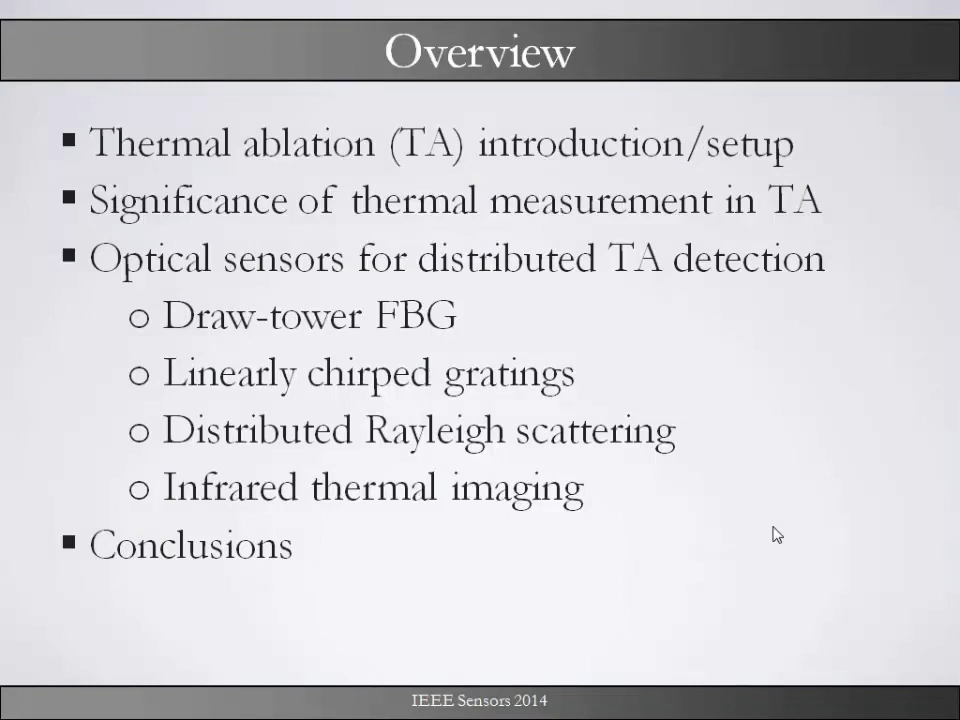 Overview
▪ Thermal ablation (TA) introduction/setup
▪ Significance of thermal measurement in TA
▪ Optical sensors for distributed TA detection
o Draw-tower FBG
o Linearly chirped gratings
o Distributed Rayleigh scattering
o Infrared thermal imaging
▪ Conclusions
IEEE Sensors 2014